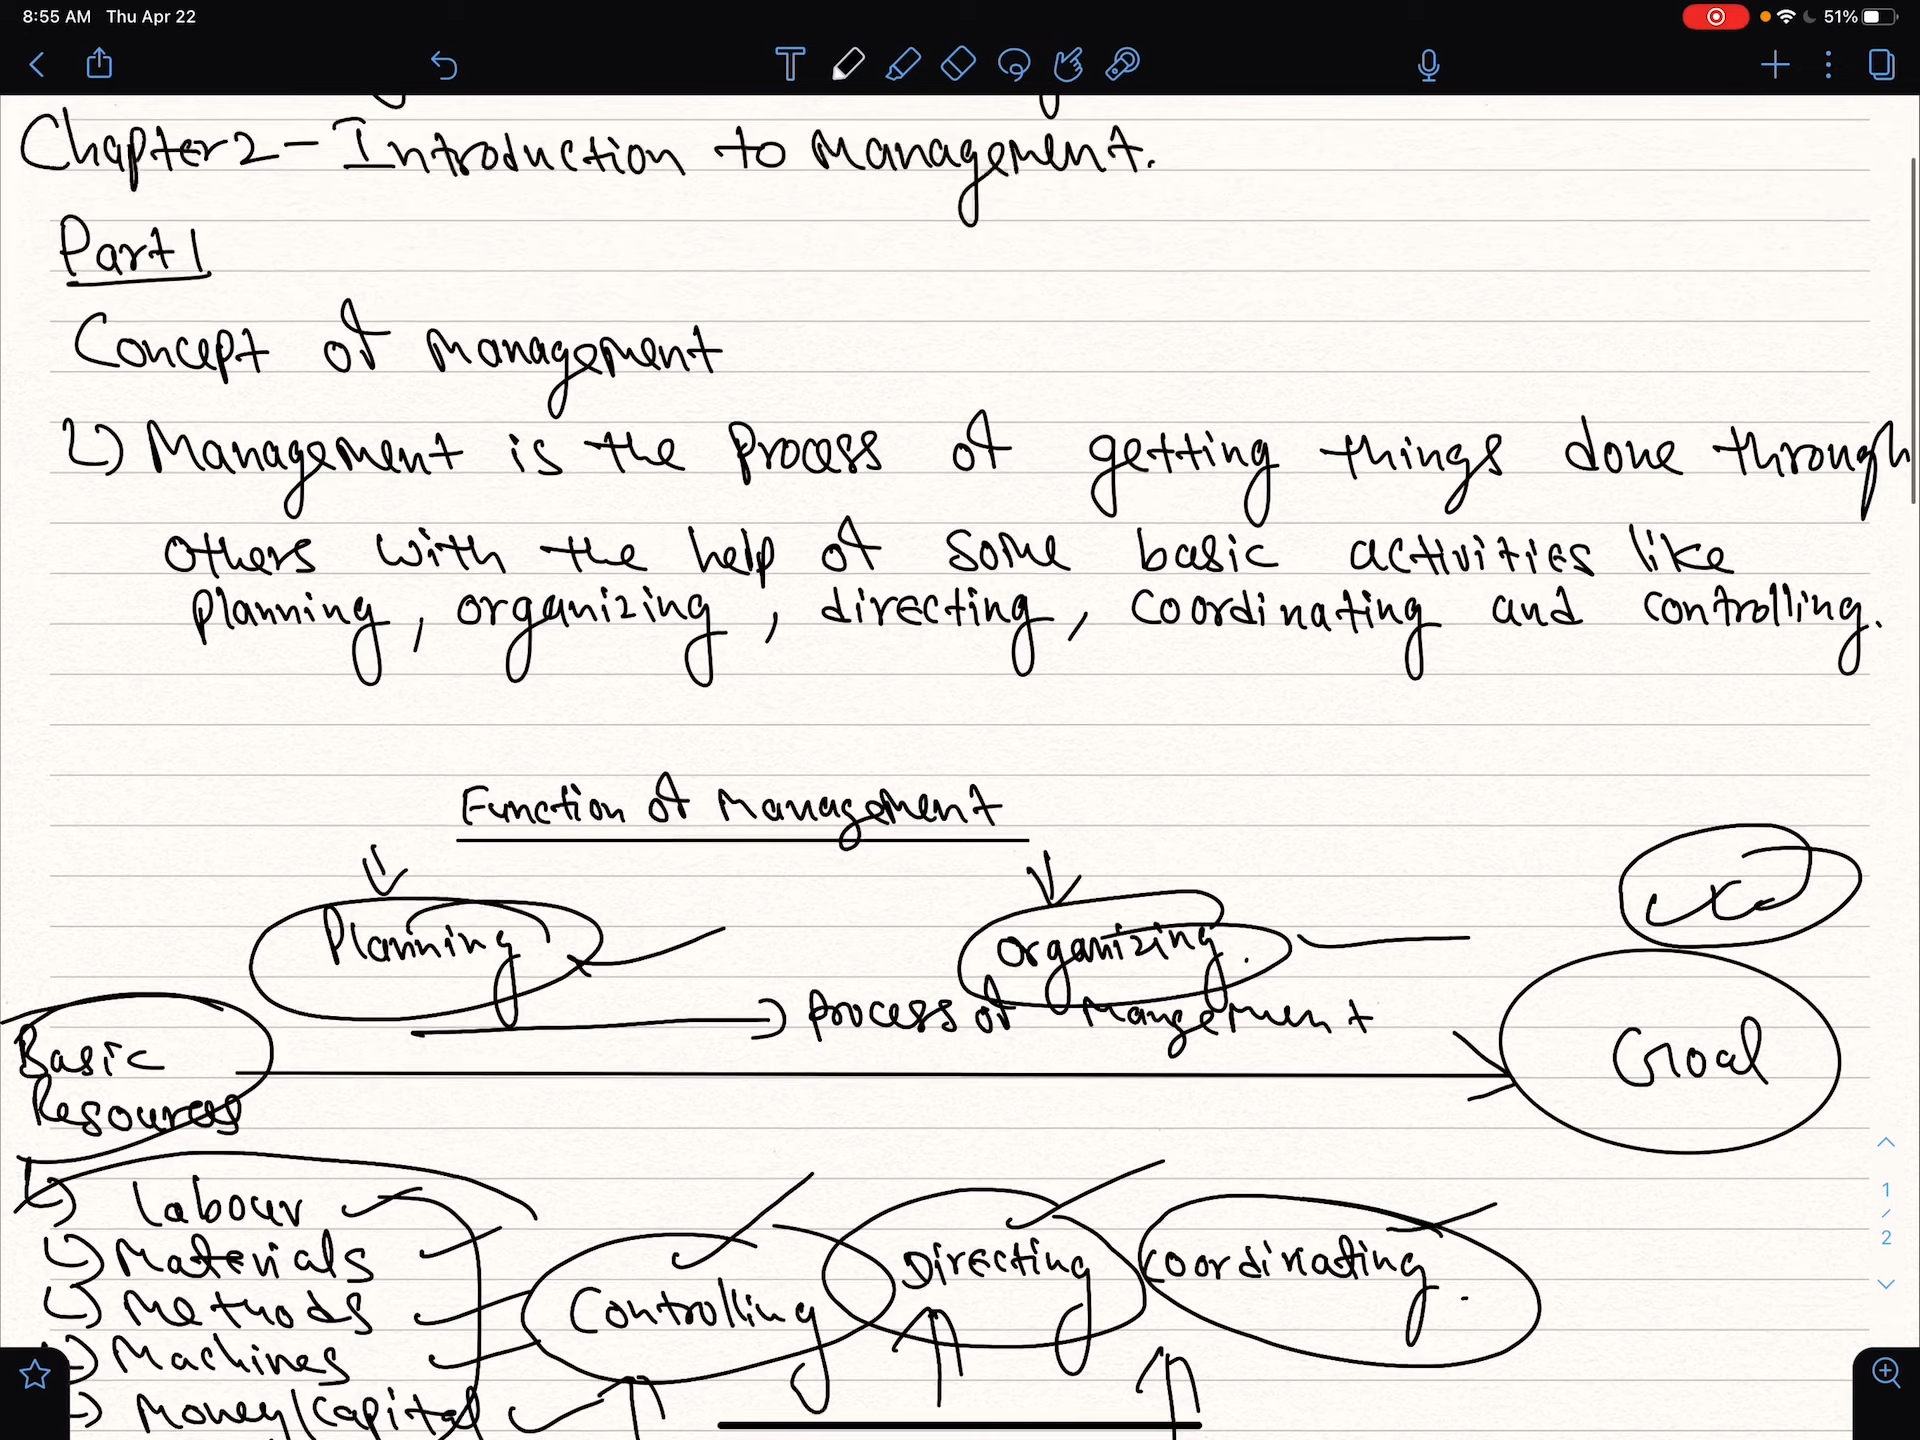 8:55 AM Thu Apr 22
51%
Chapter 2 - Introduction to Management.
Part 1
Concept of Management
Management is the Process of getting things done through
others with the help of some basic activities like
Planning, organizing, directing, coordinating and controlling.
Function of Management
Planning
organizing.
Process of Mangement
Basic
Resources
Goal
Labour
Materials
Methods
Machines
Money/Capital
Controlling
Directing
Coordinating.
1
/
2